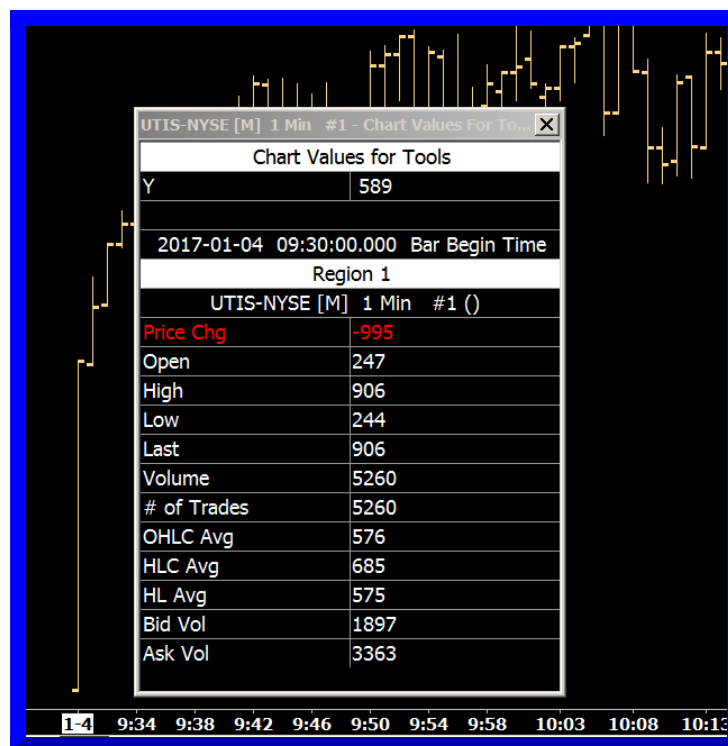 UTIS-NYSE [M] 1 Min #1 - Chart Values For To...
Chart Values for Tools
Y 589
2017-01-04 09:30:00.000 Bar Begin Time
Region 1
UTIS-NYSE [M] 1 Min #1 ()
Price Chg -995
Open 247
High 906
Low 244
Last 906
Volume 5260
# of Trades 5260
OHLC Avg 576
HLC Avg 685
HL Avg 575
Bid Vol 1897
Ask Vol 3363
1-4 9:34 9:38 9:42 9:46 9:50 9:54 9:58 10:03 10:08 10:13